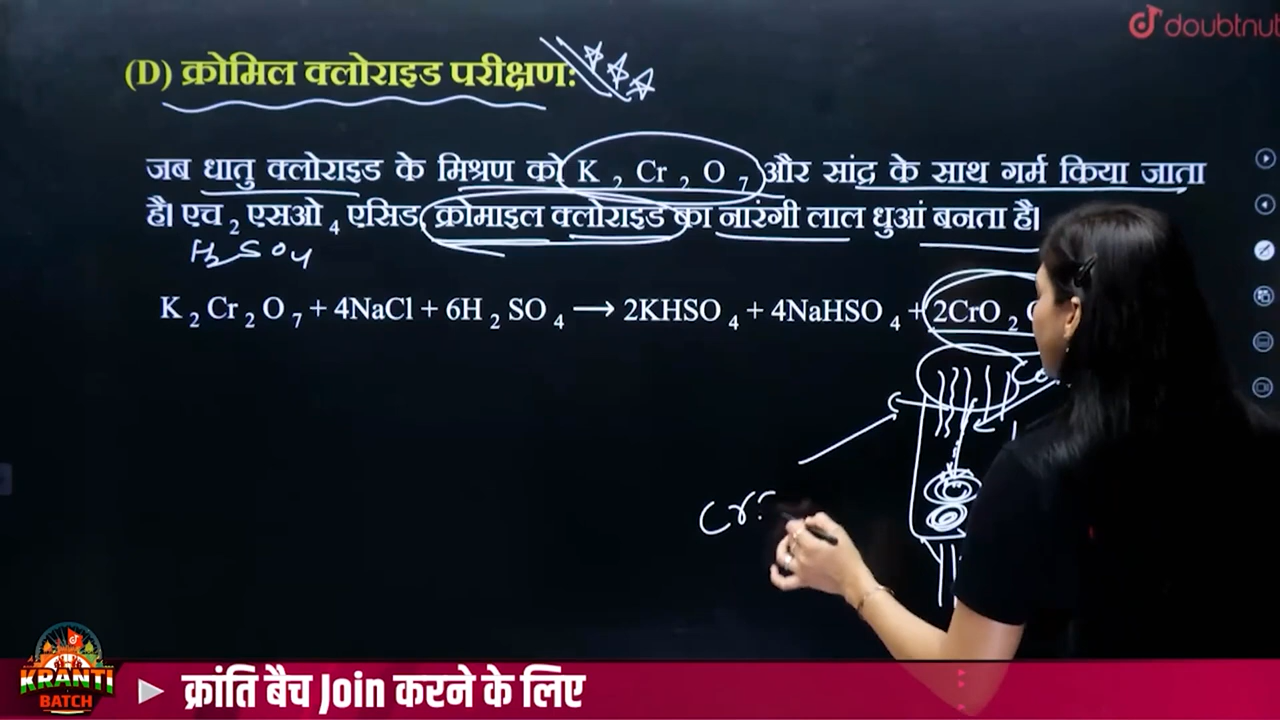 doubtnut
(D) क्रोमिल क्लोराइड परीक्षण:
जब धातु क्लोराइड के मिश्रण को K 2 Cr 2 O 7 और सांद्र के साथ गर्म किया जाता
है। एच 2 एसओ 4 एसिड क्रोमाइल क्लोराइड का नारंगी लाल धुआं बनता है।
H2SO4
K 2 Cr 2 O 7 + 4NaCl + 6H 2 SO 4 → 2KHSO 4 + 4NaHSO 4 + 2CrO 2
KRANTI
BATCH
क्रांति बैच Join करने के लिए